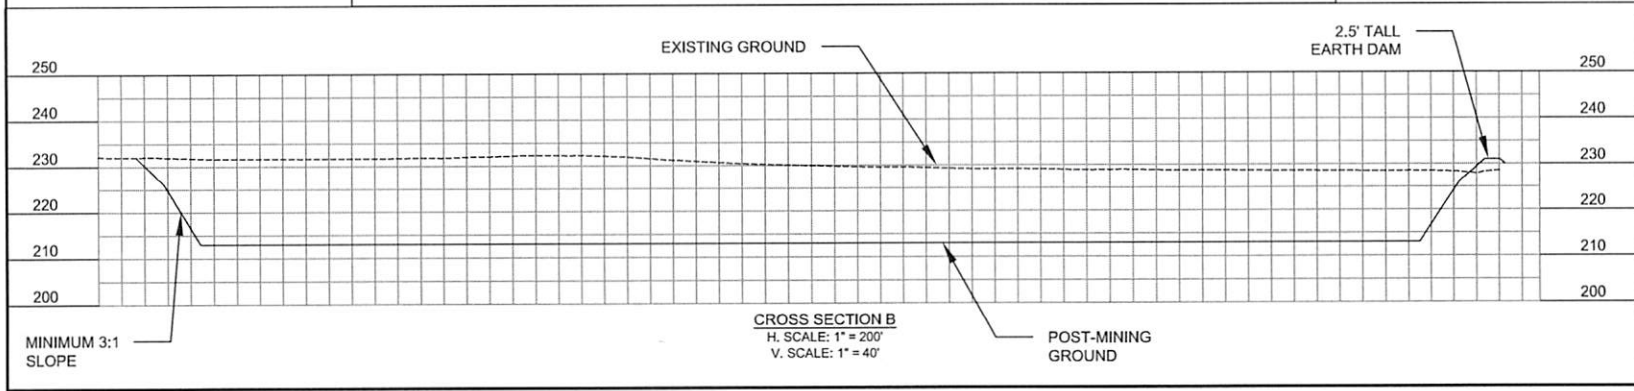 EXISTING GROUND
2.5' TALL
EARTH DAM
250
240
230
220
210
200
250
240
230
220
210
200
MINIMUM 3:1
SLOPE
CROSS SECTION B
H. SCALE: 1" = 200'
V. SCALE: 1" = 40'
POST-MINING
GROUND